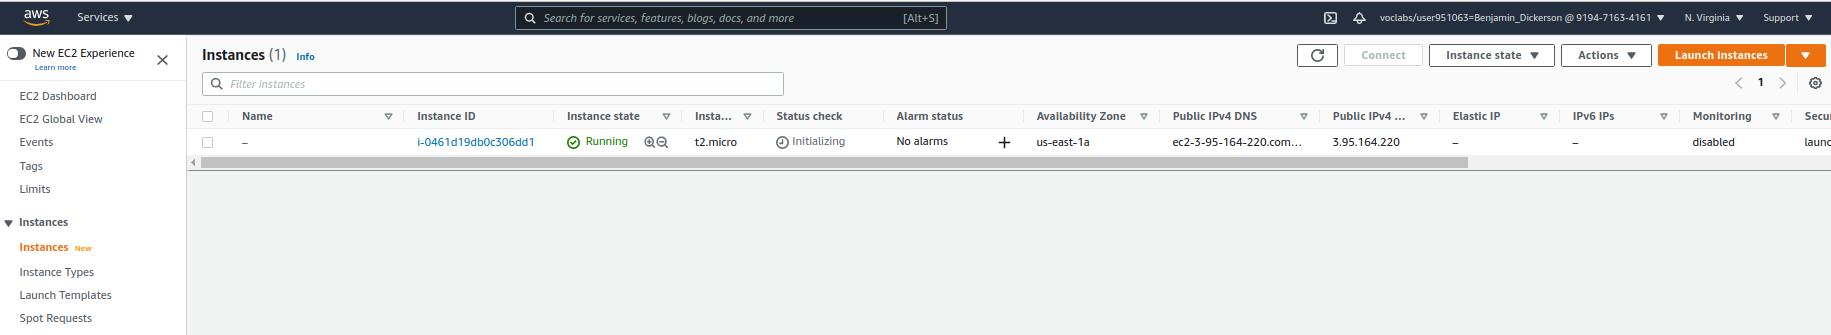 aws Services Search for services, features, blogs, docs, and more [Alt+S] voclabs/user951063=Benjamin_Dickerson @ 9194-7163-4161 N. Virginia Support
New EC2 Experience
Learn more
EC2 Dashboard
EC2 Global View
Events
Tags
Limits
Instances
Instances New
Instance Types
Launch Templates
Spot Requests
Instances (1) Info Connect Instance state Actions Launch instances
Filter instances 1
Name Instance ID Instance state Insta... Status check Alarm status Availability Zone Public IPv4 DNS Public IPv4 ... Elastic IP IPv6 IPs Monitoring Secu
– i-0461d19db0c306dd1 Running t2.micro Initializing No alarms + us-east-1a ec2-3-95-164-220.com... 3.95.164.220 – – disabled launc